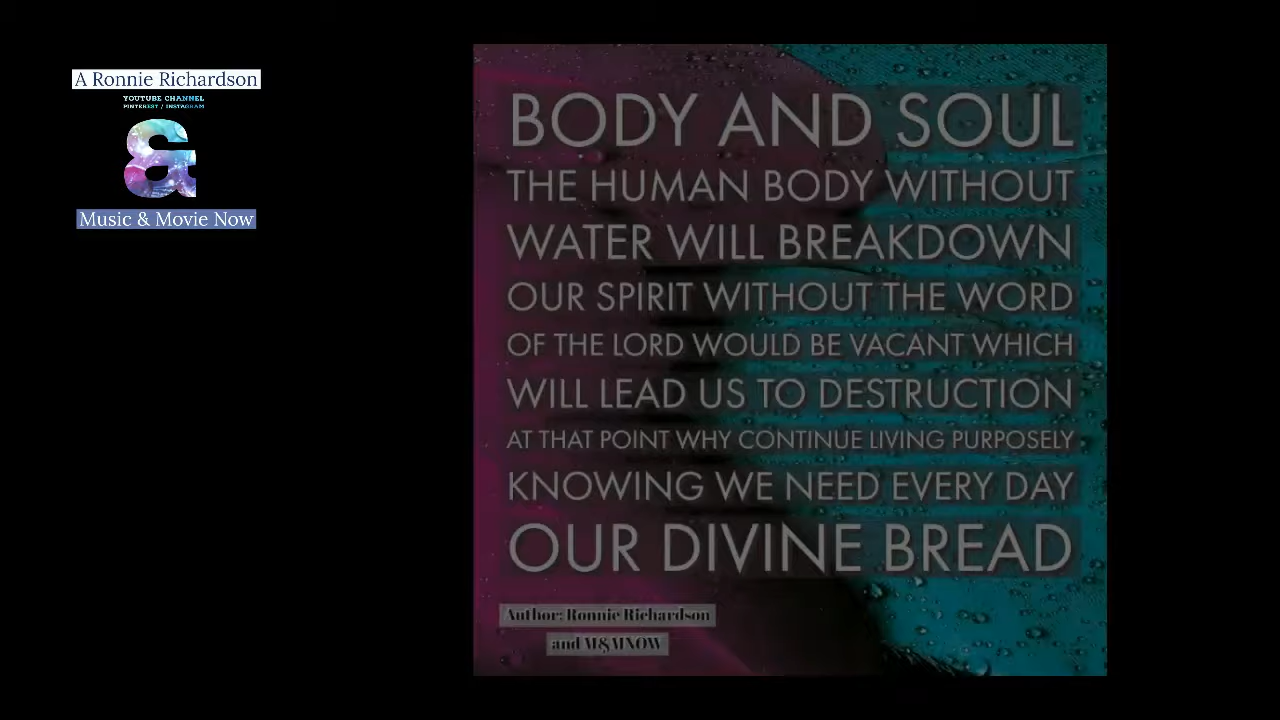 A Ronnie Richardson
YOUTUBE CHANNEL
PINTEREST / INSTAGRAM
&
Music & Movie Now
BODY AND SOUL
THE HUMAN BODY WITHOUT
WATER WILL BREAKDOWN
OUR SPIRIT WITHOUT THE WORD
OF THE LORD WOULD BE VACANT WHICH
WILL LEAD US TO DESTRUCTION
AT THAT POINT WHY CONTINUE LIVING PURPOSELY
KNOWING WE NEED EVERY DAY
OUR DIVINE BREAD
Author: Ronnie Richardson
and M&MNOW